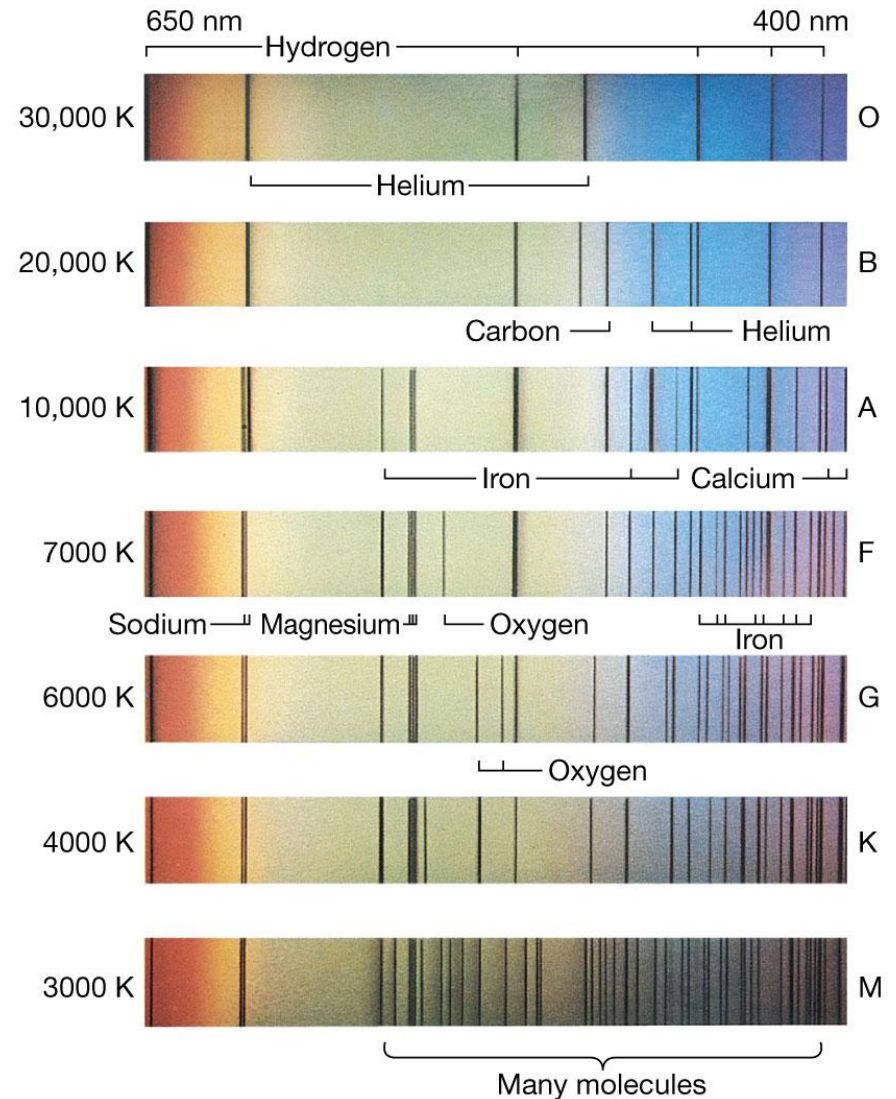 650 nm 400 nm
Hydrogen
30,000 K O
Helium
20,000 K B
Carbon Helium
10,000 K A
Iron Calcium
7000 K F
Sodium Magnesium Oxygen
Iron
6000 K G
Oxygen
4000 K K
3000 K M
Many molecules